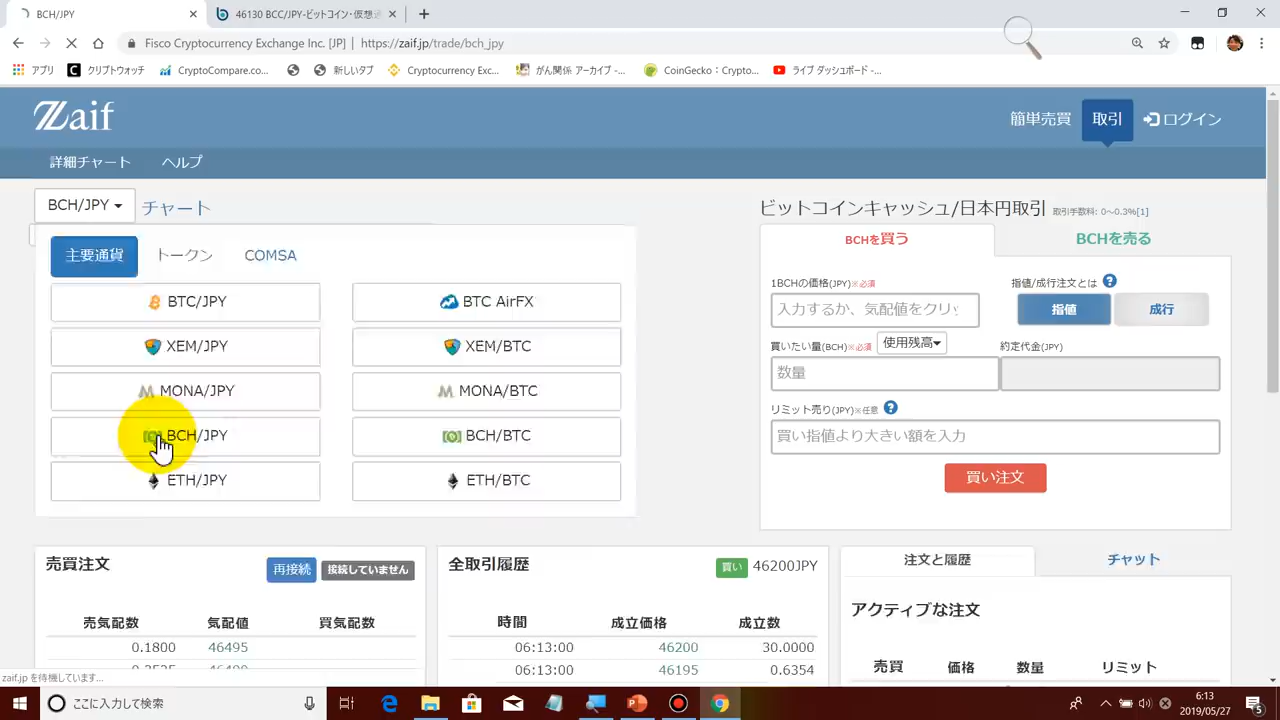 BCH/JPY
46130 BCC/JPY-ビットコイン・仮想通
Fisco Cryptocurrency Exchange Inc. [JP] | https://zaif.jp/trade/bch_jpy
アプリ クリプトウォッチ CryptoCompare.co... 新しいタブ Cryptocurrency Exc... がん関係 アーカイブ -... CoinGecko：Crypto... ライブ ダッシュボード -...
Zaif
簡単売買 取引 ログイン
詳細チャート ヘルプ
BCH/JPY チャート
主要通貨 トークン COMSA
BTC/JPY BTC AirFX
XEM/JPY XEM/BTC
MONA/JPY MONA/BTC
BCH/JPY BCH/BTC
ETH/JPY ETH/BTC
ビットコインキャッシュ/日本円取引 取引手数料: 0～0.3%[1]
BCHを買う BCHを売る
1BCHの価格(JPY)※必須 指値/成行注文とは ?
入力するか、気配値をクリッ 指値 成行
買いたい量(BCH)※必須 使用残高 約定代金(JPY)
数量
リミット売り(JPY)※任意 ?
買い指値より大きい額を入力
買い注文
売買注文 再接続 接続していません
売気配数 気配値 買気配数
0.1800 46495
全取引履歴 買い 46200JPY
時間 成立価格 成立数
06:13:00 46200 30.0000
06:13:00 46195 0.6354
注文と履歴 チャット
アクティブな注文
売買 価格 数量 リミット
zaif.jp を待機しています...
ここに入力して検索
6:13
2019/05/27
5